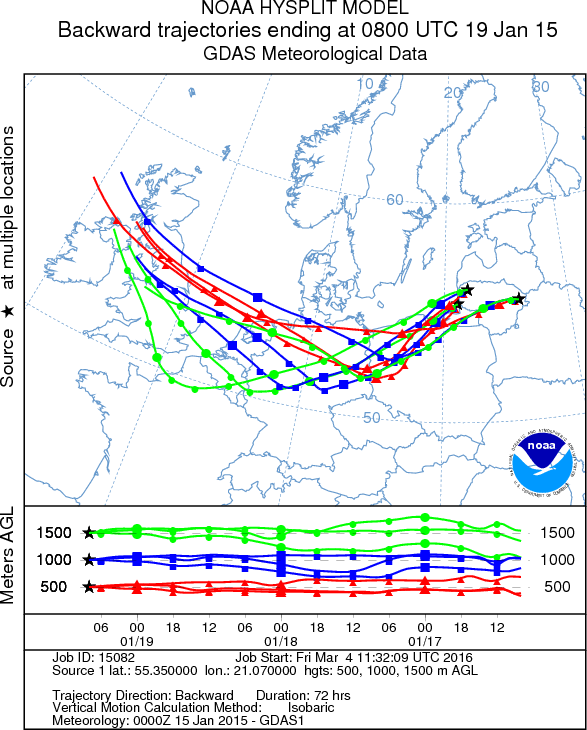 NOAA HYSPLIT MODEL
Backward trajectories ending at 0800 UTC 19 Jan 15
GDAS Meteorological Data
Source ★ at multiple locations
10 20 30
60
50
noaa
Meters AGL
1500 1500
1000 1000
500 500
06 00 18 12 06 00 18 12 06 00 18 12
01/19 01/18 01/17
Job ID: 15082 Job Start: Fri Mar 4 11:32:09 UTC 2016
Source 1 lat.: 55.350000 lon.: 21.070000 hgts: 500, 1000, 1500 m AGL
Trajectory Direction: Backward Duration: 72 hrs
Vertical Motion Calculation Method: Isobaric
Meteorology: 0000Z 15 Jan 2015 - GDAS1